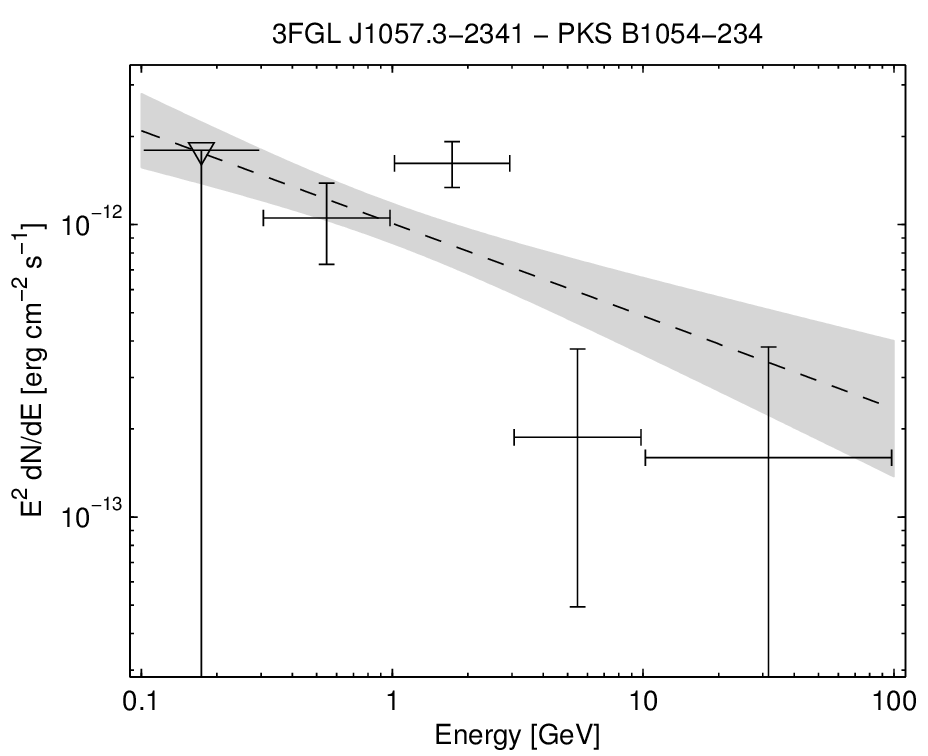 3FGL J1057.3−2341 − PKS B1054−234
E² dN/dE [erg cm⁻² s⁻¹]
10⁻¹²
10⁻¹³
0.1 1 10 100
Energy [GeV]